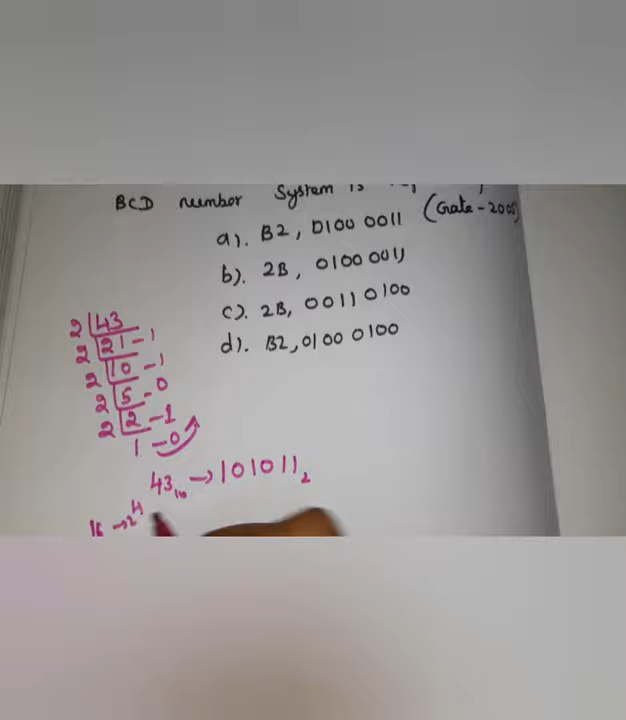 BCD number System is
(Gate - 2005)
a). B2, 0100 0011
b). 2B, 0100 0011
c). 2B, 0011 0100
d). B2, 0100 0100
2 | 43
2 | 21 - 1
2 | 10 - 1
2 | 5 - 0
2 | 2 - 1
1 - 0
43₁₀ → 101011₂
16 → 2⁴